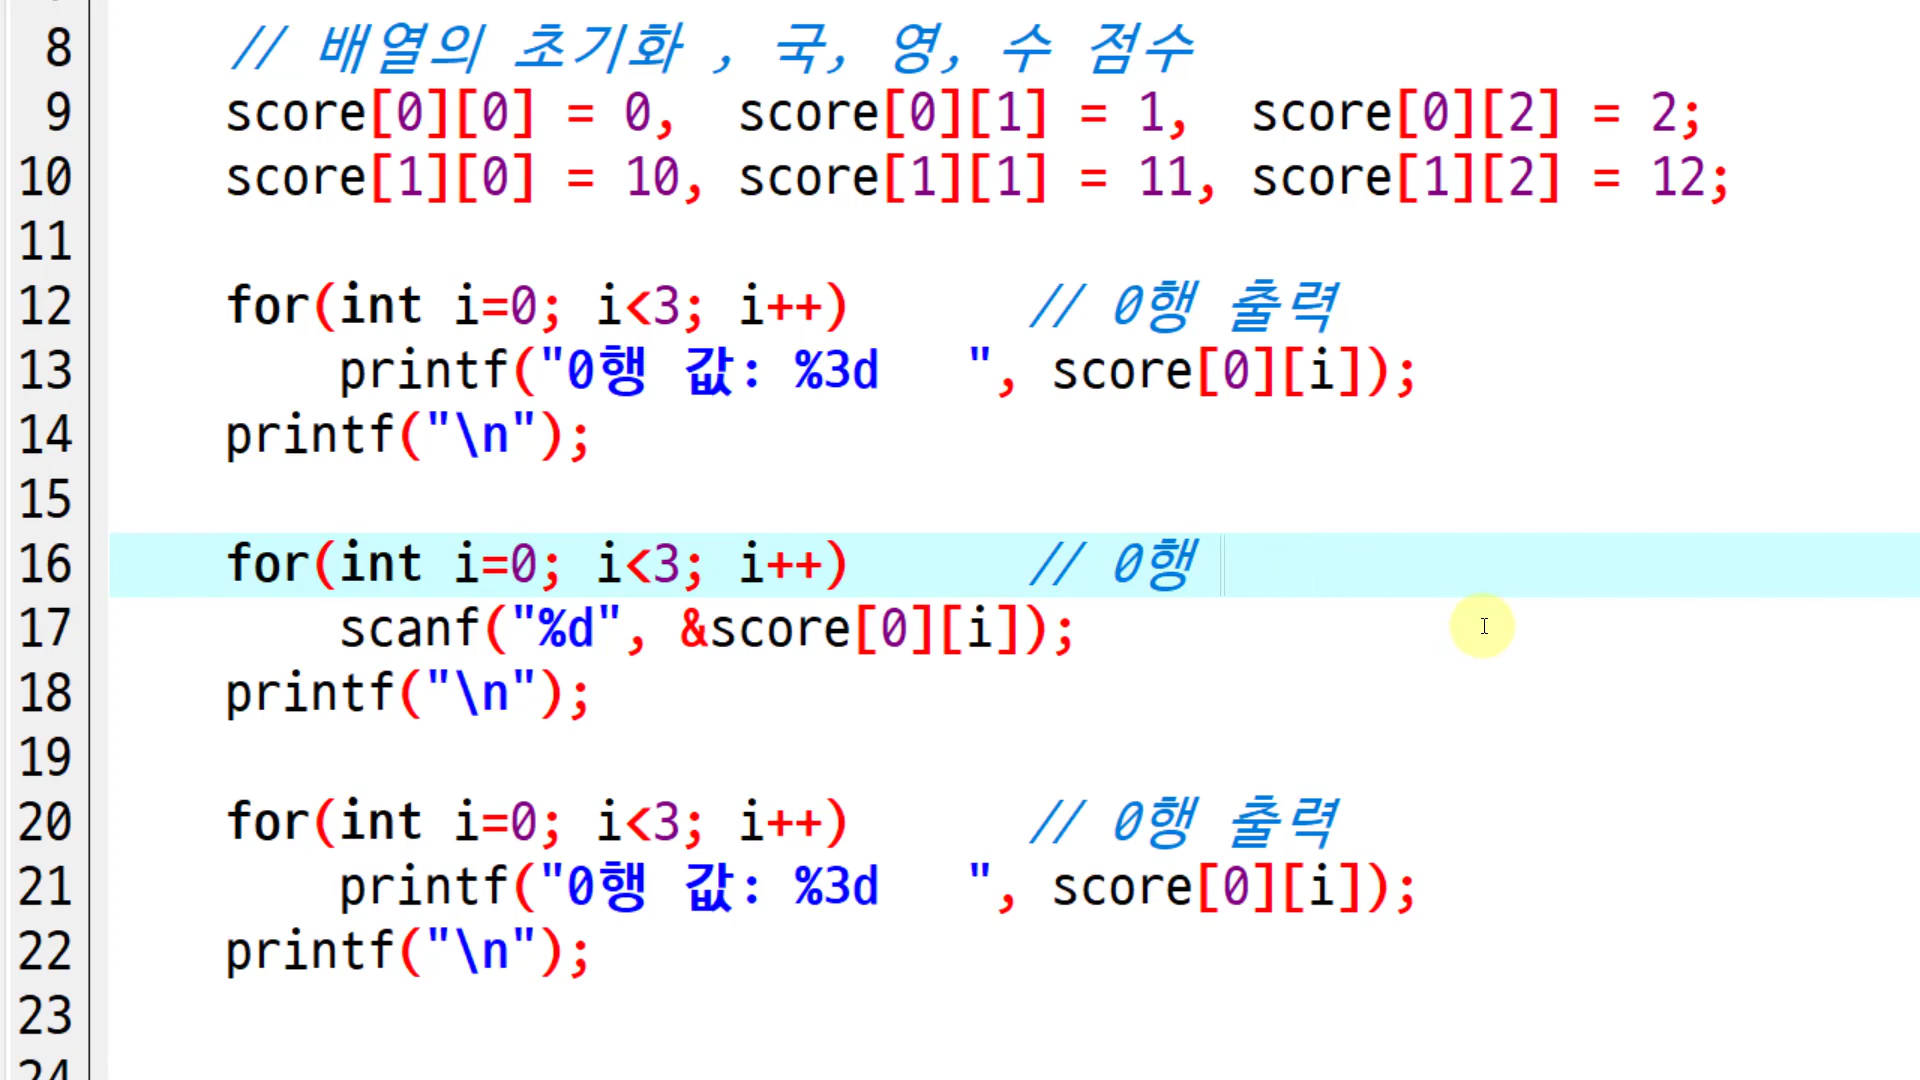 8 // 배열의 초기화 , 국, 영, 수 점수
9 score[0][0] = 0,  score[0][1] = 1,  score[0][2] = 2;
10 score[1][0] = 10, score[1][1] = 11, score[1][2] = 12;
11
12 for(int i=0; i<3; i++)      // 0행 출력
13     printf("0행 값: %3d   ", score[0][i]);
14 printf("\n");
15
16 for(int i=0; i<3; i++)      // 0행
17     scanf("%d", &score[0][i]);
18 printf("\n");
19
20 for(int i=0; i<3; i++)      // 0행 출력
21     printf("0행 값: %3d   ", score[0][i]);
22 printf("\n");
23
24